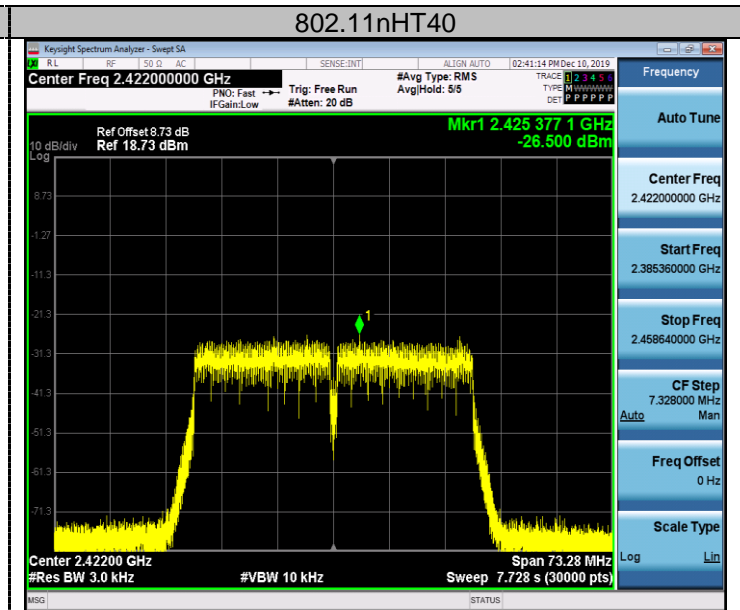 802.11nHT40
Keysight Spectrum Analyzer - Swept SA
LXI RL RF 50 Ω AC SENSE:INT ALIGN AUTO 02:41:14 PM Dec 10, 2019
Center Freq 2.422000000 GHz
PNO: Fast
IFGain:Low
Trig: Free Run
#Atten: 20 dB
#Avg Type: RMS
Avg|Hold: 5/5
TRACE 1 2 3 4 5 6
TYPE M WWWWW
DET P P P P P P
Frequency
Ref Offset 8.73 dB
10 dB/div Ref 18.73 dBm
Log
Mkr1 2.425 377 1 GHz
-26.500 dBm
8.73
-1.27
-11.3
-21.3
-31.3
-41.3
-51.3
-61.3
-71.3
1
Center 2.42200 GHz
Span 73.28 MHz
#Res BW 3.0 kHz
#VBW 10 kHz
Sweep 7.728 s (30000 pts)
MSG
STATUS
Auto Tune
Center Freq
2.422000000 GHz
Start Freq
2.385360000 GHz
Stop Freq
2.458640000 GHz
CF Step
7.328000 MHz
Auto Man
Freq Offset
0 Hz
Scale Type
Log Lin